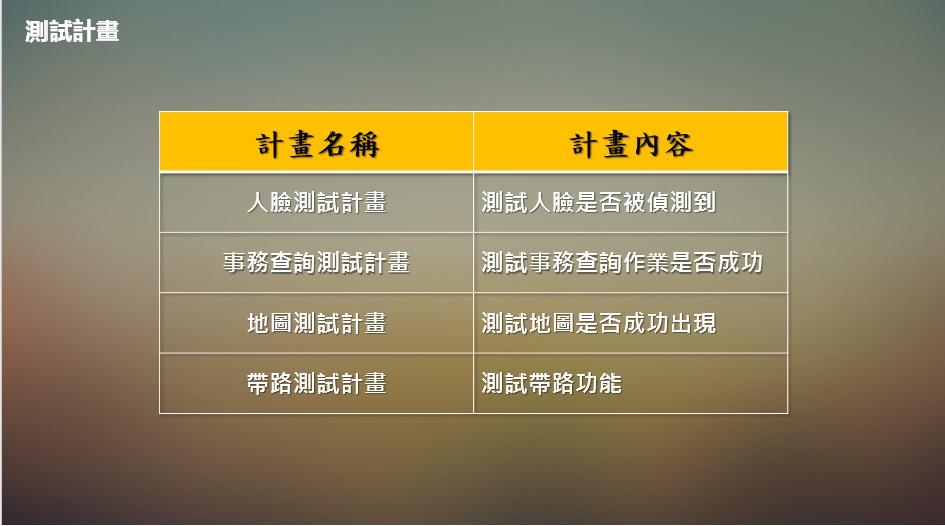 測試計畫
計畫名稱 計畫內容
人臉測試計畫 測試人臉是否被偵測到
事務查詢測試計畫 測試事務查詢作業是否成功
地圖測試計畫 測試地圖是否成功出現
帶路測試計畫 測試帶路功能